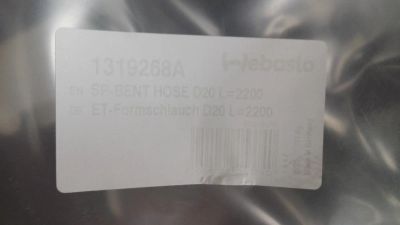 1319268A
Webasto
EN SP-BENT HOSE D20 L=2200
DE ET-Formschlauch D20 L=2200